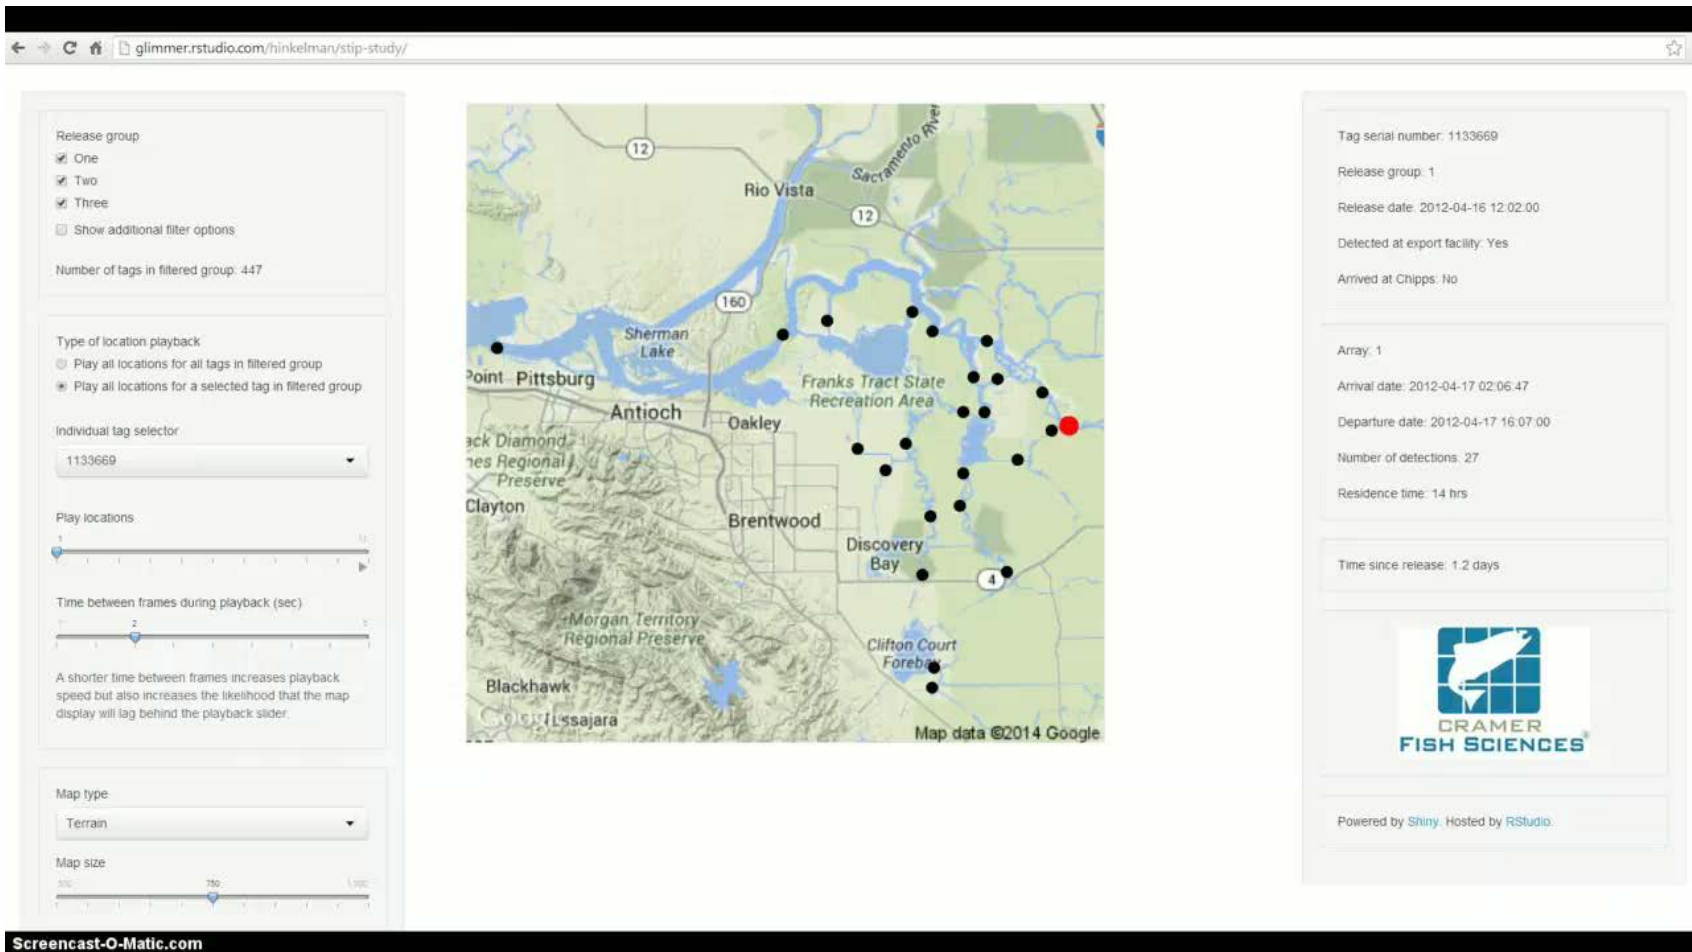 glimmer.rstudio.com/hinkelman/stip-study/
Release group
One
Two
Three
Show additional filter options
Number of tags in filtered group: 447
Type of location playback
Play all locations for all tags in filtered group
Play all locations for a selected tag in filtered group
Individual tag selector
1133669
Play locations
1
Time between frames during playback (sec)
2
A shorter time between frames increases playback
speed but also increases the likelihood that the map
display will lag behind the playback slider.
Map type
Terrain
Map size
750
12
Sacramento River
Rio Vista
12
160
Sherman
Lake
Point Pittsburg
Franks Tract State
Recreation Area
Antioch
Oakley
ack Diamond
nes Regional
Preserve
Clayton
Brentwood
Discovery
Bay
4
Morgan Territory
Regional Preserve
Clifton Court
Forebay
Blackhawk
Google
Tassajara
Map data ©2014 Google
Tag serial number: 1133669
Release group: 1
Release date: 2012-04-16 12:02:00
Detected at export facility: Yes
Arrived at Chipps: No
Array: 1
Arrival date: 2012-04-17 02:06:47
Departure date: 2012-04-17 16:07:00
Number of detections: 27
Residence time: 14 hrs
Time since release: 1.2 days
CRAMER
FISH SCIENCES®
Powered by Shiny. Hosted by RStudio.
Screencast-O-Matic.com